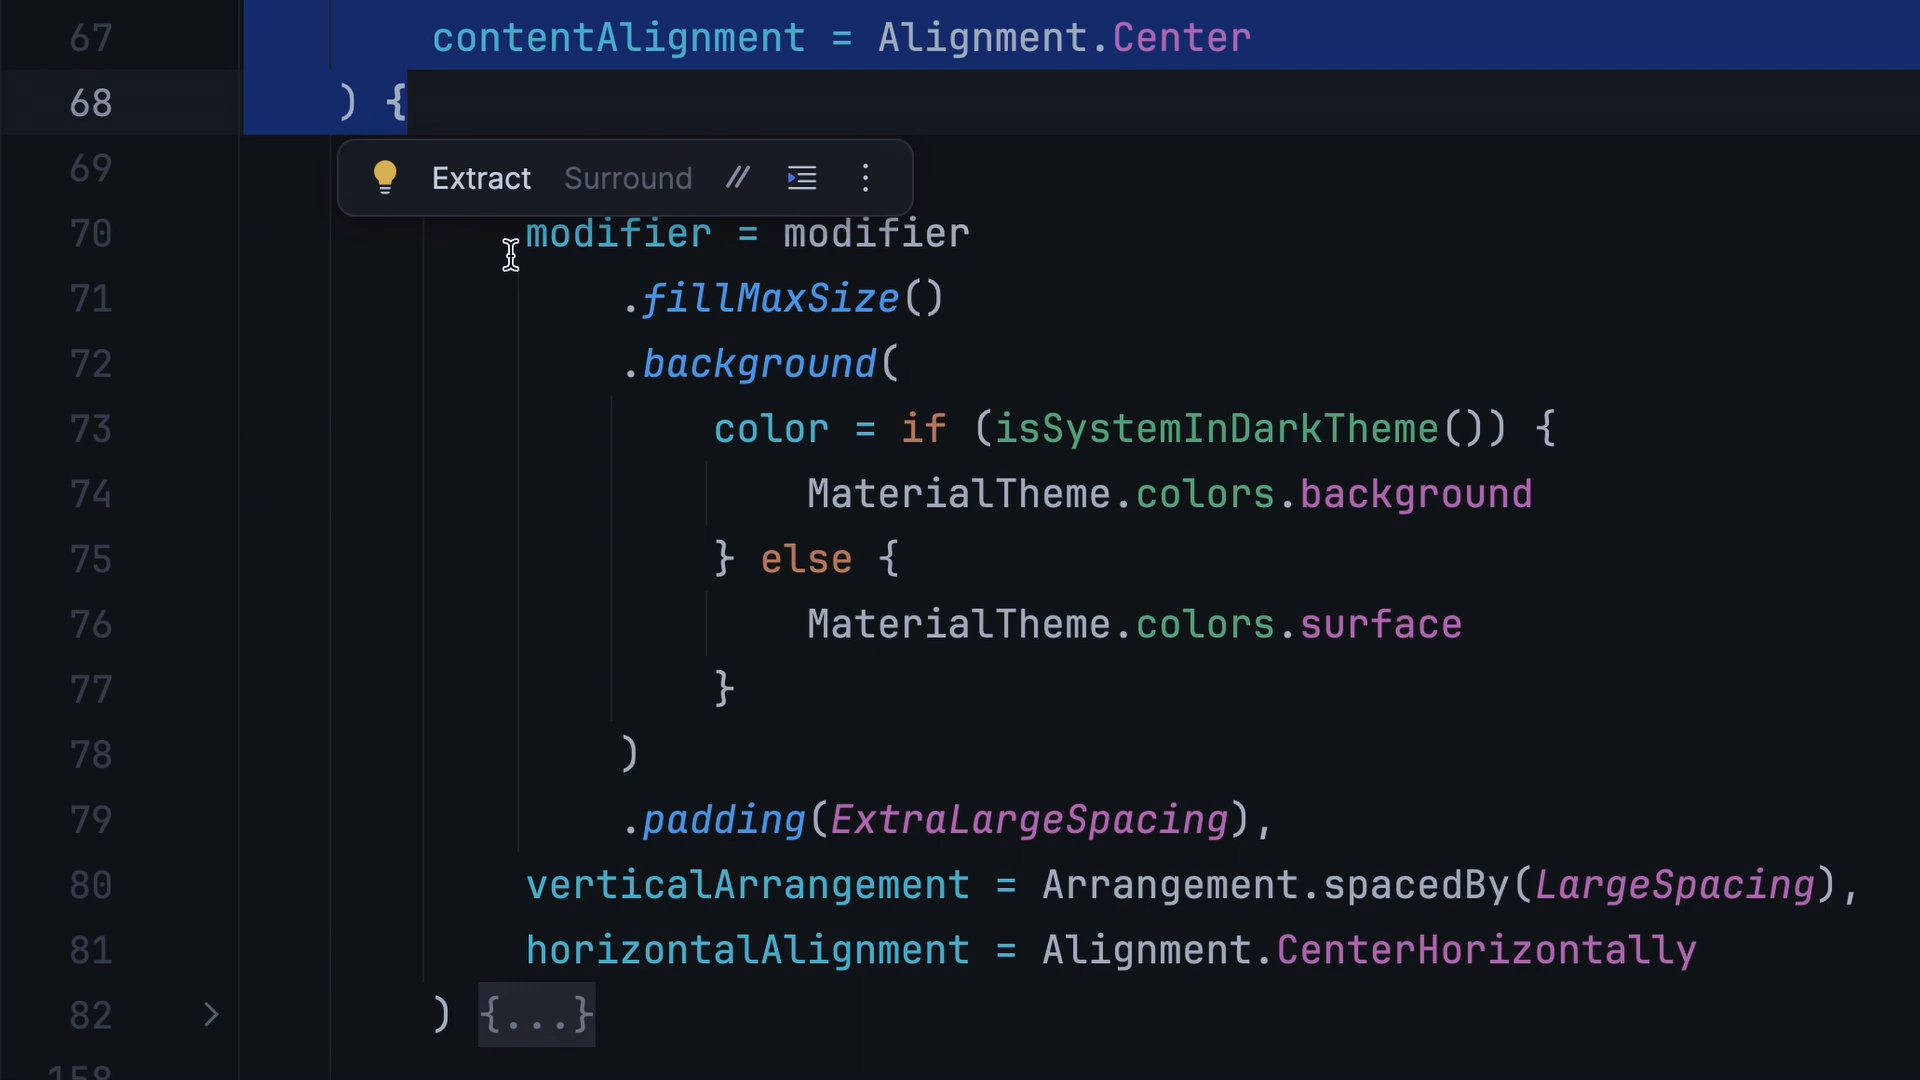 67 contentAlignment = Alignment.Center
68 ) {
69
Extract Surround //
70 modifier = modifier
71 .fillMaxSize()
72 .background(
73 color = if (isSystemInDarkTheme()) {
74 MaterialTheme.colors.background
75 } else {
76 MaterialTheme.colors.surface
77 }
78 )
79 .padding(ExtraLargeSpacing),
80 verticalArrangement = Arrangement.spacedBy(LargeSpacing),
81 horizontalAlignment = Alignment.CenterHorizontally
82 ) {...}
158